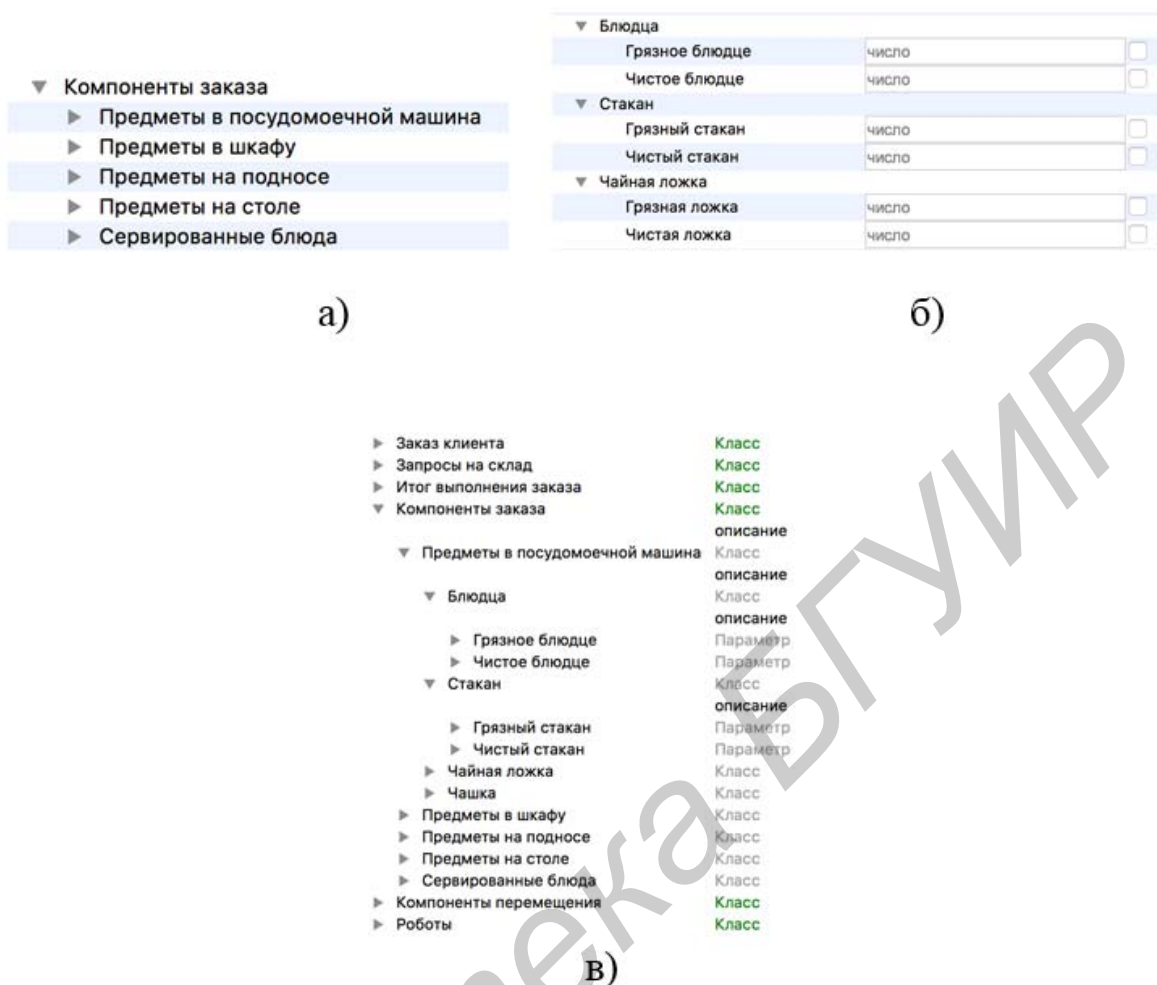 Компоненты заказа
Предметы в посудомоечной машина
Предметы в шкафу
Предметы на подносе
Предметы на столе
Сервированные блюда
а)
Блюдца
Грязное блюдце число
Чистое блюдце число
Стакан
Грязный стакан число
Чистый стакан число
Чайная ложка
Грязная ложка число
Чистая ложка число
б)
Заказ клиента Класс
Запросы на склад Класс
Итог выполнения заказа Класс
Компоненты заказа Класс
описание
Предметы в посудомоечной машина Класс
описание
Блюдца Класс
описание
Грязное блюдце Параметр
Чистое блюдце Параметр
Стакан Класс
описание
Грязный стакан Параметр
Чистый стакан Параметр
Чайная ложка Класс
Чашка Класс
Предметы в шкафу Класс
Предметы на подносе Класс
Предметы на столе Класс
Сервированные блюда Класс
Компоненты перемещения Класс
Роботы Класс
в)
БГУИР